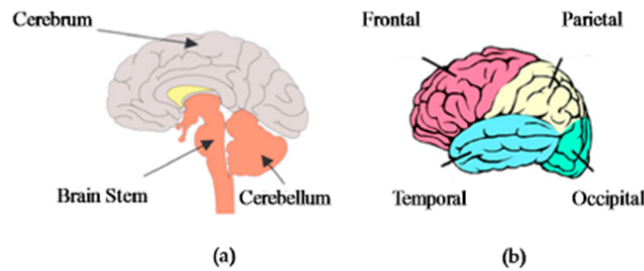 Cerebrum
Brain Stem
Cerebellum
(a)
Frontal
Parietal
Temporal
Occipital
(b)